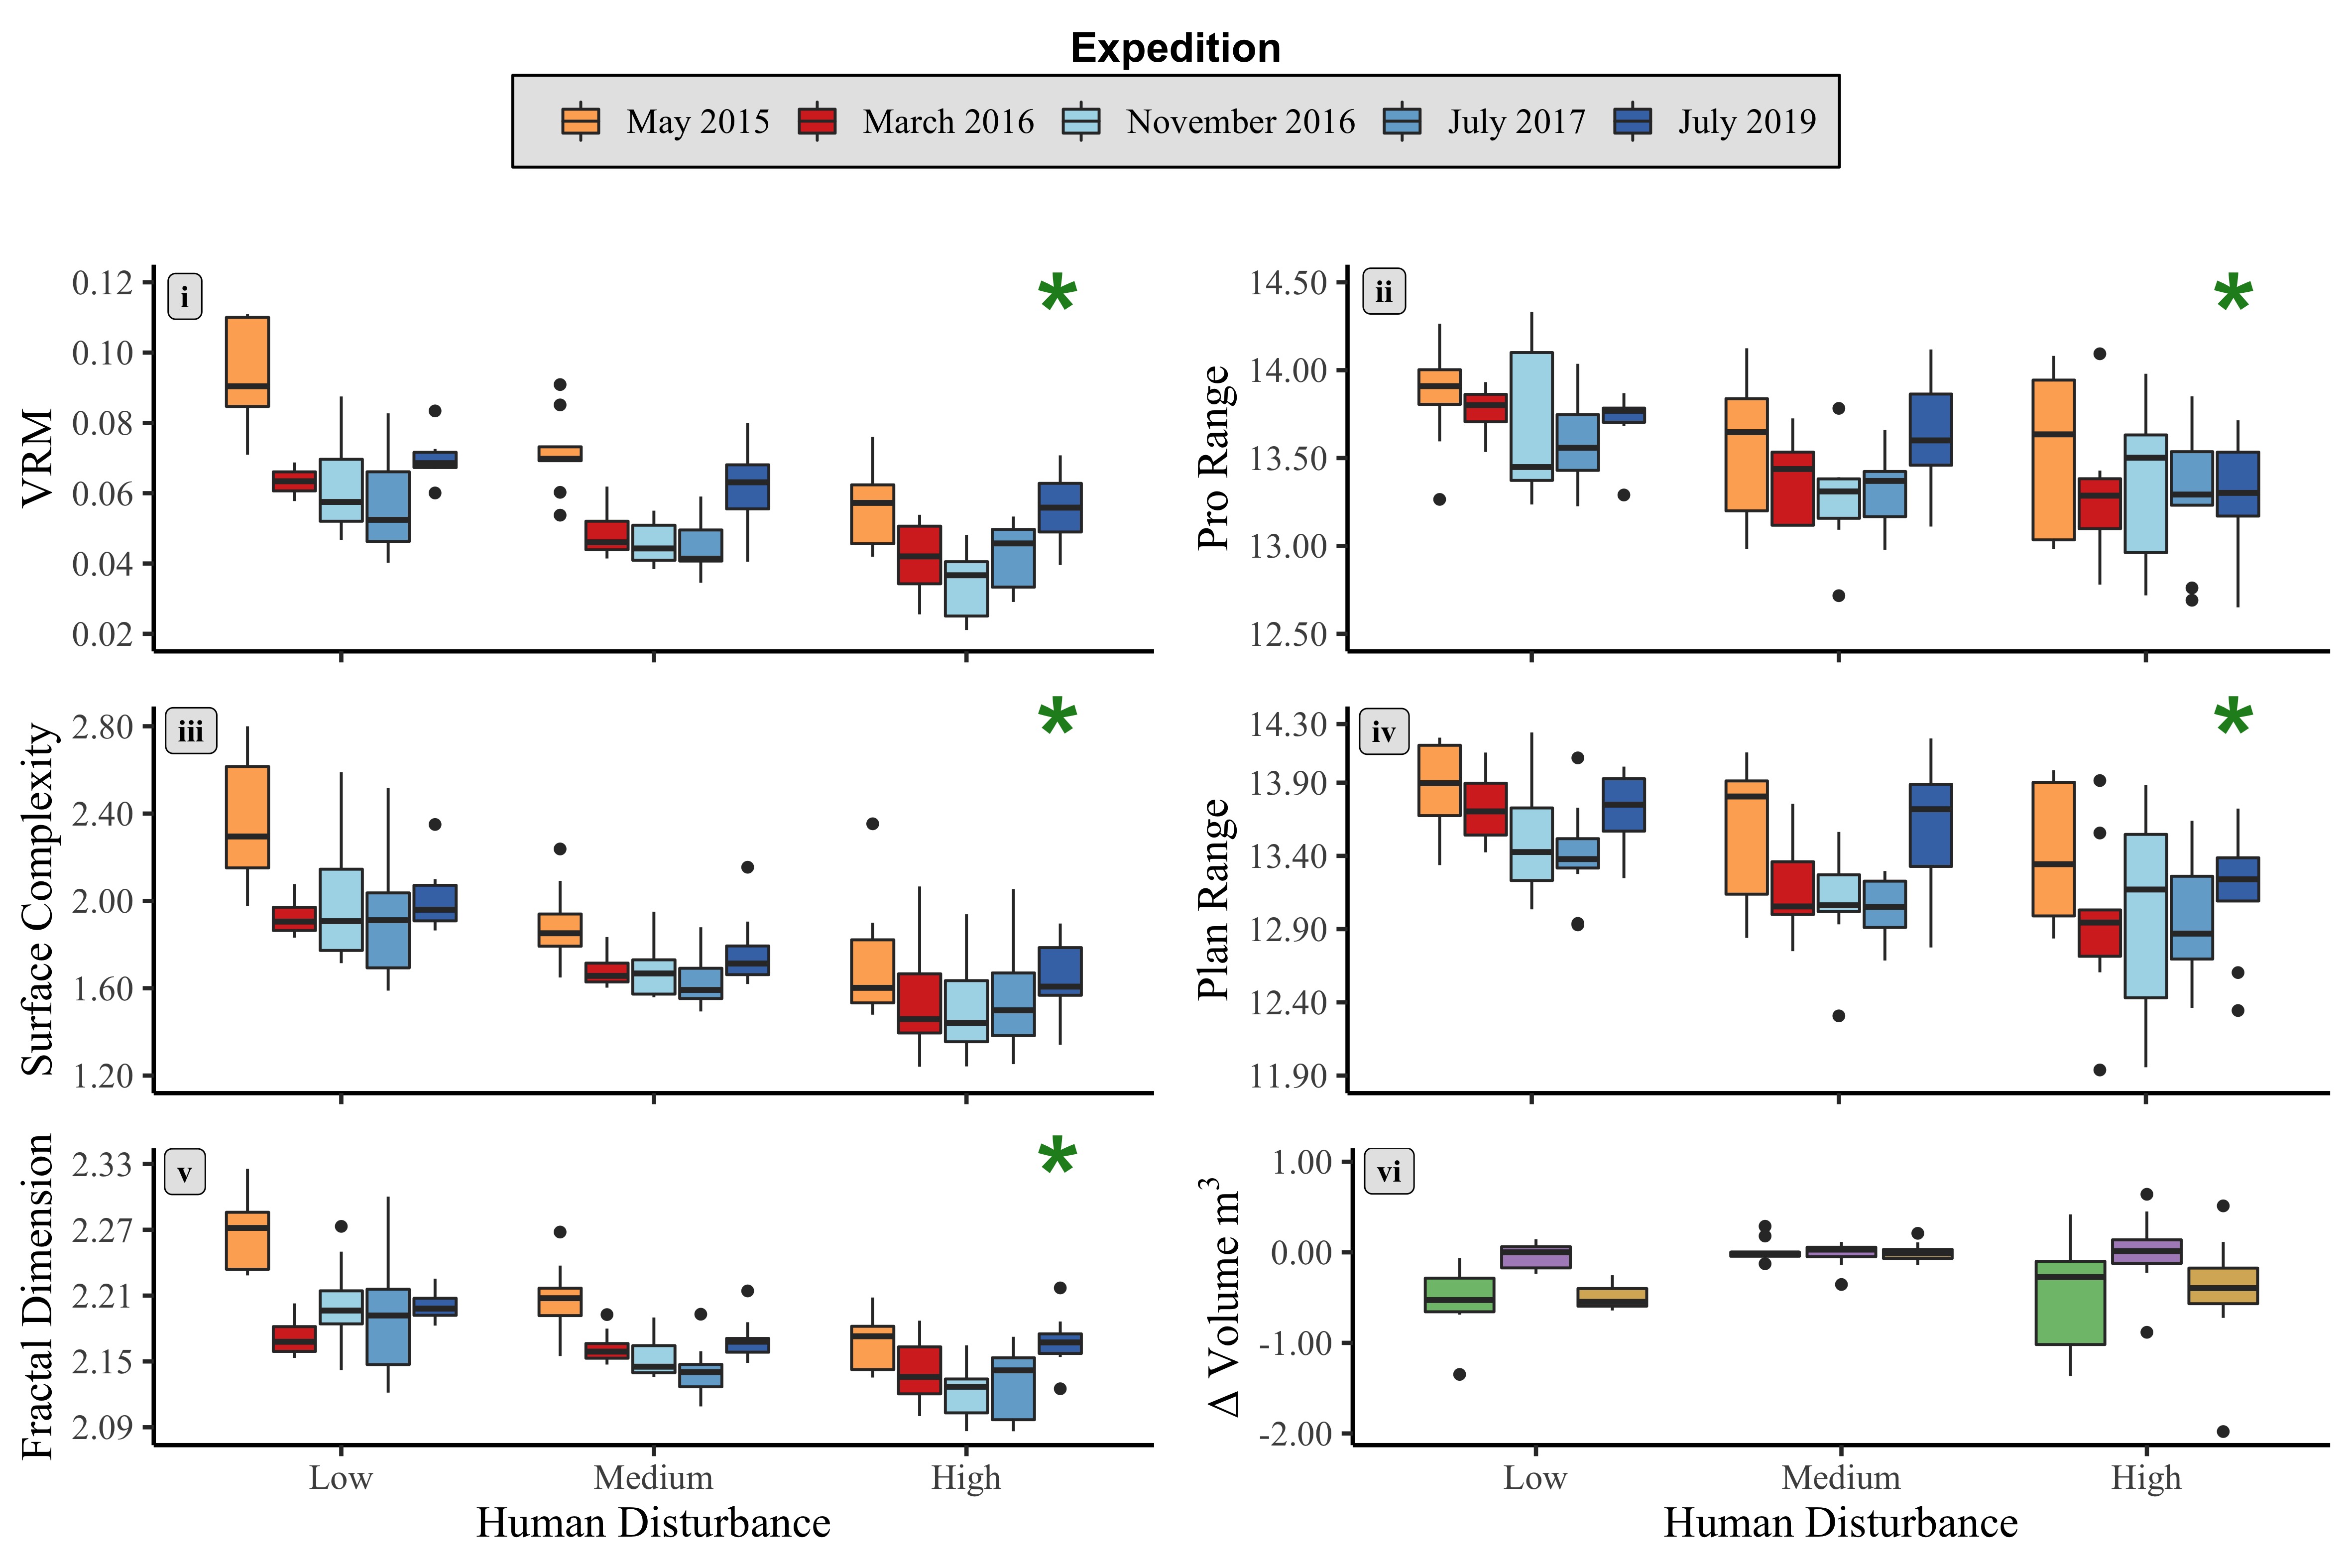 Expedition
May 2015 March 2016 November 2016 July 2017 July 2019
i
*
VRM
0.12
0.10
0.08
0.06
0.04
0.02
ii
*
Pro Range
14.50
14.00
13.50
13.00
12.50
iii
*
Surface Complexity
2.80
2.40
2.00
1.60
1.20
iv
*
Plan Range
14.30
13.90
13.40
12.90
12.40
11.90
v
*
Fractal Dimension
2.33
2.27
2.21
2.15
2.09
Low Medium High
Human Disturbance
vi
Δ Volume m³
1.00
0.00
-1.00
-2.00
Low Medium High
Human Disturbance